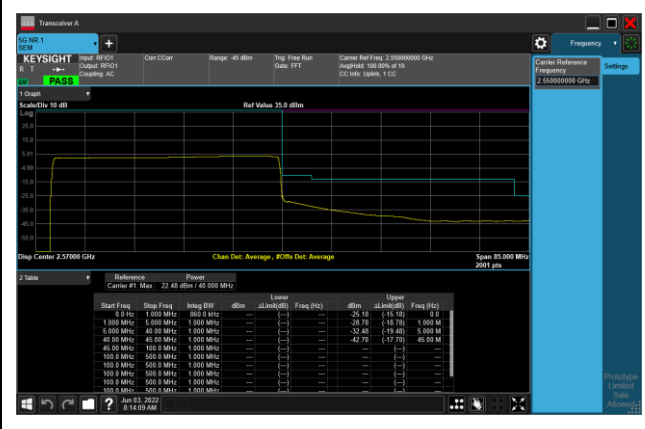 Transceiver A
5G NR 1
SEM
Frequency
KEYSIGHT
R T
PASS
Input: RFIO1
Output: RFIO1
Coupling: AC
Corr CCorr
Range: -45 dBm
Trig: Free Run
Gate: FFT
Carrier Ref Freq: 2.550000000 GHz
Avg|Hold: 100.00% of 10
CC Info: Uplink, 1 CC
Carrier Reference
Frequency
2.550000000 GHz
Settings
1 Graph
Scale/Div 10 dB
Ref Value 35.0 dBm
Log
25.0
15.0
5.01
-4.99
-15.0
-25.0
-35.0
-45.0
-55.0
Disp Center 2.57000 GHz
Chan Det: Average, #Offs Det: Average
Span 85.000 MHz
2001 pts
2 Table
Reference Power
Carrier #1 Max 22.48 dBm / 40.000 MHz
Lower Upper
Start Freq Stop Freq Integ BW dBm ΔLimit(dB) Freq (Hz) dBm ΔLimit(dB) Freq (Hz)
0.0 Hz 1.000 MHz 860.0 kHz --- (---) --- -25.18 (-15.18) 0.0
1.000 MHz 5.000 MHz 1.000 MHz --- (---) --- -28.78 (-18.78) 1.000 M
5.000 MHz 40.00 MHz 1.000 MHz --- (---) --- -32.48 (-19.48) 5.000 M
40.00 MHz 45.00 MHz 1.000 MHz --- (---) --- -42.70 (-17.70) 45.00 M
45.00 MHz 100.0 MHz 1.000 MHz --- (---) --- --- (---) ---
100.0 MHz 500.0 MHz 1.000 MHz --- (---) --- --- (---) ---
100.0 MHz 500.0 MHz 1.000 MHz --- (---) --- --- (---) ---
100.0 MHz 500.0 MHz 1.000 MHz --- (---) --- --- (---) ---
100.0 MHz 500.0 MHz 1.000 MHz --- (---) --- --- (---) ---
Jun 03, 2022
8:14:09 AM
Prototype
Limited
Sale
Allowed